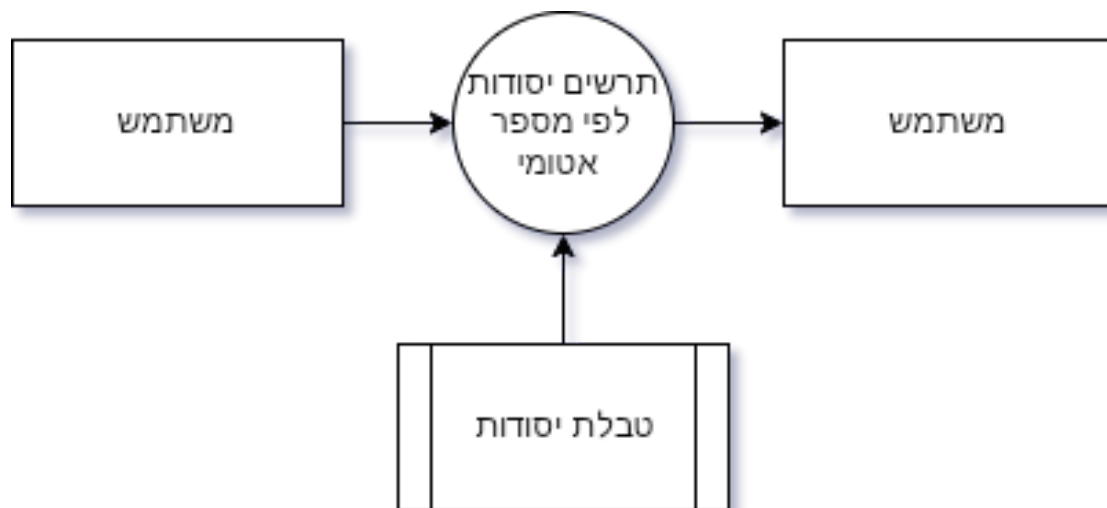 משתמש
תרשים יסודות
לפי מספר
אטומי
משתמש
טבלת יסודות